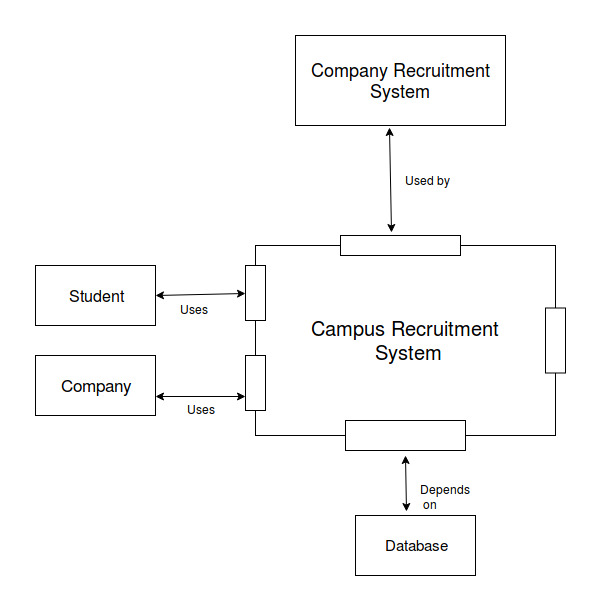 Company Recruitment
System
Used by
Student
Uses
Campus Recruitment
System
Company
Uses
Depends
on
Database